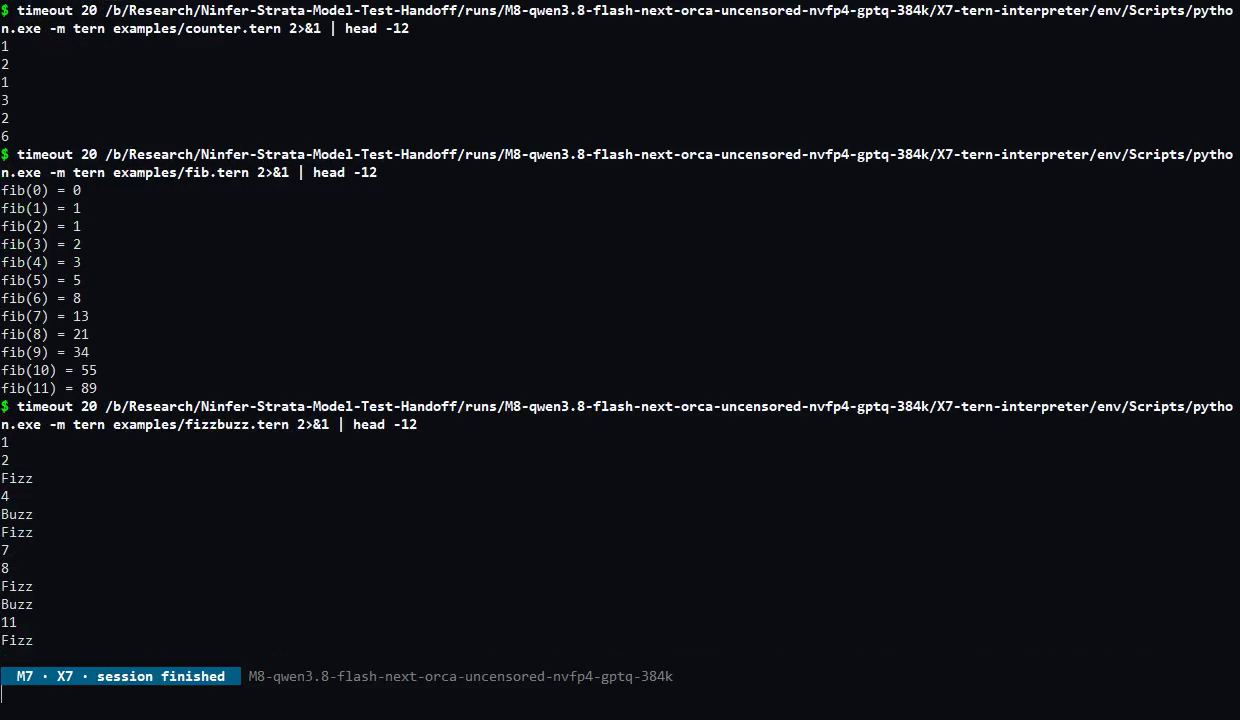 $ timeout 20 /b/Research/Ninfer-Strata-Model-Test-Handoff/runs/M8-qwen3.8-flash-next-orca-uncensored-nvfp4-gptq-384k/X7-tern-interpreter/env/Scripts/pytho
n.exe -m tern examples/counter.tern 2>&1 | head -12
1
2
1
3
2
6
$ timeout 20 /b/Research/Ninfer-Strata-Model-Test-Handoff/runs/M8-qwen3.8-flash-next-orca-uncensored-nvfp4-gptq-384k/X7-tern-interpreter/env/Scripts/pytho
n.exe -m tern examples/fib.tern 2>&1 | head -12
fib(0) = 0
fib(1) = 1
fib(2) = 1
fib(3) = 2
fib(4) = 3
fib(5) = 5
fib(6) = 8
fib(7) = 13
fib(8) = 21
fib(9) = 34
fib(10) = 55
fib(11) = 89
$ timeout 20 /b/Research/Ninfer-Strata-Model-Test-Handoff/runs/M8-qwen3.8-flash-next-orca-uncensored-nvfp4-gptq-384k/X7-tern-interpreter/env/Scripts/pytho
n.exe -m tern examples/fizzbuzz.tern 2>&1 | head -12
1
2
Fizz
4
Buzz
Fizz
7
8
Fizz
Buzz
11
Fizz
M7 · X7 · session finished M8-qwen3.8-flash-next-orca-uncensored-nvfp4-gptq-384k